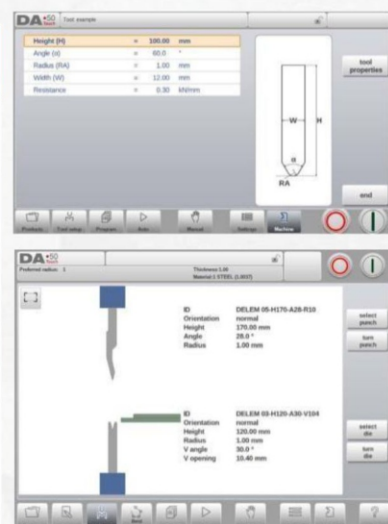 DA 50 Touch
Tool example
Height (H) = 100.00 mm
Angle (α) = 60.0 °
Radius (RA) = 1.00 mm
Width (W) = 12.00 mm
Resistance = 0.30 kN/mm
W
H
α
RA
tool properties
end
Products
Tool setup
Program
Auto
Manual
Settings
Machine
DA 50 Touch
Preferred radius: 1
Thickness 1.00
ID DELEM 05-H170-A28-R10
Orientation normal
Height 170.00 mm
Angle 28.0 °
Radius 1.00 mm
select punch
turn punch
ID DELEM 03-H120-A30-V104
Orientation normal
Height 120.00 mm
Radius 1.00 mm
V angle 30.0 °
V opening 10.40 mm
select die
turn die
?